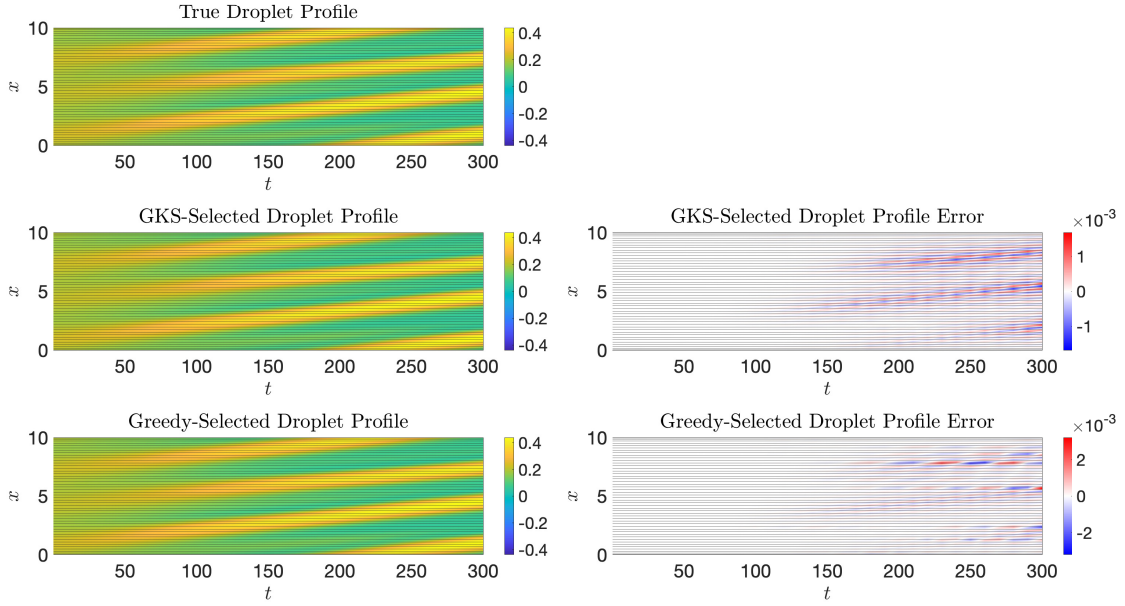 True Droplet Profile
10
5
0
x
50 100 150 200 250 300
t
0.4
0.2
0
-0.2
-0.4
GKS-Selected Droplet Profile
10
5
0
x
50 100 150 200 250 300
t
0.4
0.2
0
-0.2
-0.4
GKS-Selected Droplet Profile Error
10
5
0
x
50 100 150 200 250 300
t
×10⁻³
1
0
-1
Greedy-Selected Droplet Profile
10
5
0
x
50 100 150 200 250 300
t
0.4
0.2
0
-0.2
-0.4
Greedy-Selected Droplet Profile Error
10
5
0
x
50 100 150 200 250 300
t
×10⁻³
2
0
-2